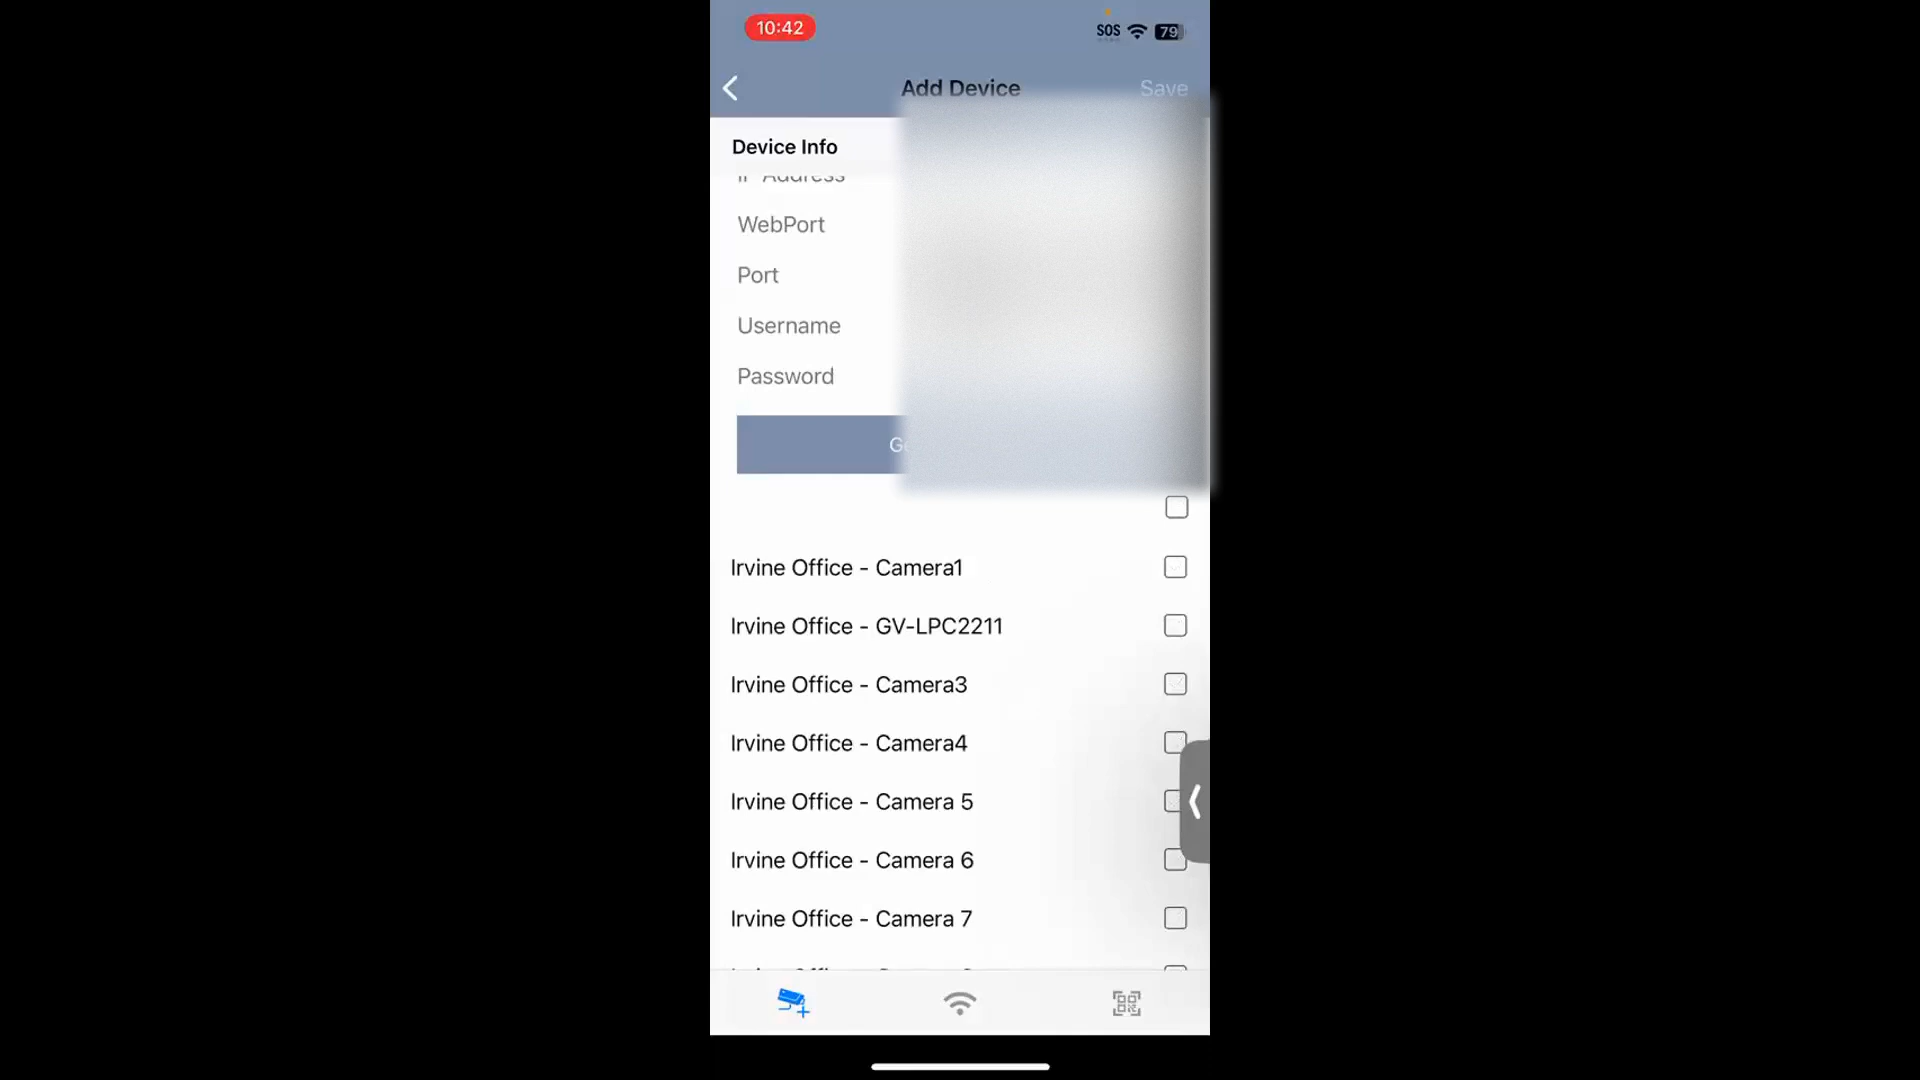 10:42
SOS
79
Add Device
Save
Device Info
IP Address
WebPort
Port
Username
Password
Irvine Office - Camera1
Irvine Office - GV-LPC2211
Irvine Office - Camera3
Irvine Office - Camera4
Irvine Office - Camera 5
Irvine Office - Camera 6
Irvine Office - Camera 7